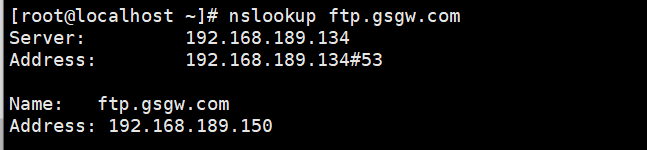 [root@localhost ~]# nslookup ftp.gsgw.com
Server:         192.168.189.134
Address:        192.168.189.134#53

Name:   ftp.gsgw.com
Address: 192.168.189.150